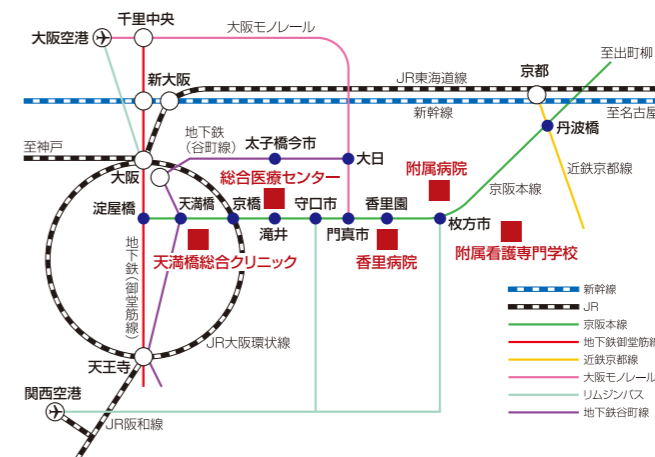 千里中央
大阪モノレール
大阪空港
至出町柳
新大阪
京都
JR東海道線
新幹線
至名古屋
地下鉄
(谷町線)
太子橋今市
大日
丹波橋
至神戸
大阪
総合医療センター
附属病院
近鉄京都線
京阪本線
淀屋橋
天満橋
京橋
守口市
香里園
滝井
門真市
枚方市
天満橋総合クリニック
香里病院
附属看護専門学校
地下鉄(御堂筋線)
JR大阪環状線
天王寺
関西空港
JR阪和線
新幹線
JR
京阪本線
地下鉄御堂筋線
近鉄京都線
大阪モノレール
リムジンバス
地下鉄谷町線